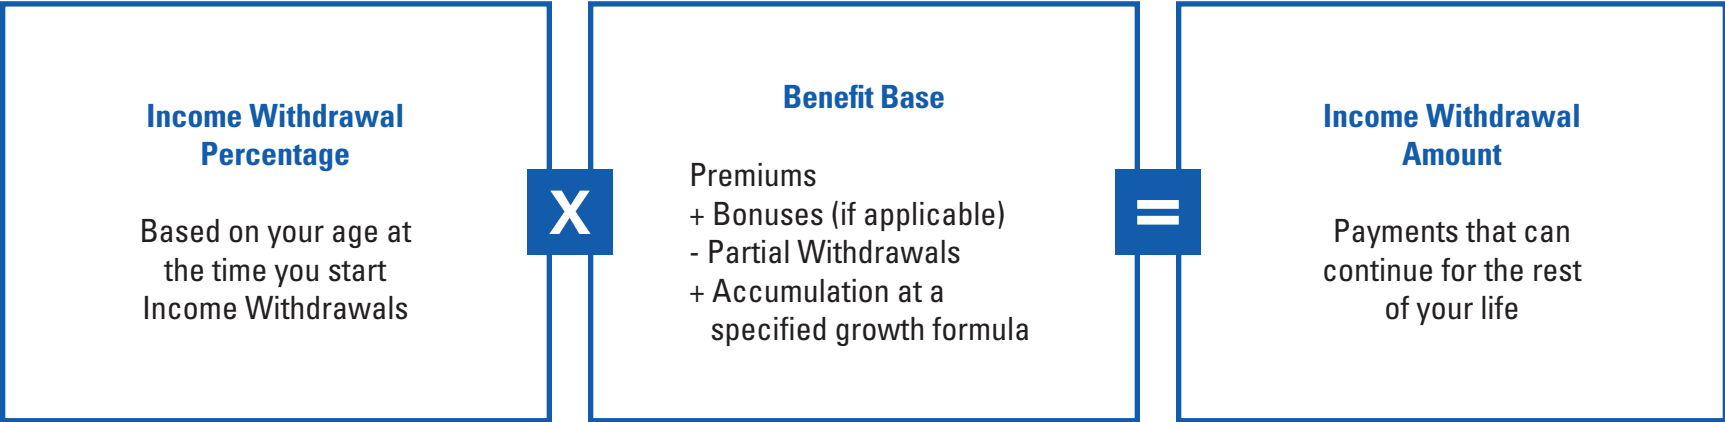 Income Withdrawal
Percentage
Based on your age at
the time you start
Income Withdrawals
X
Benefit Base
Premiums
+ Bonuses (if applicable)
- Partial Withdrawals
+ Accumulation at a
specified growth formula
=
Income Withdrawal
Amount
Payments that can
continue for the rest
of your life